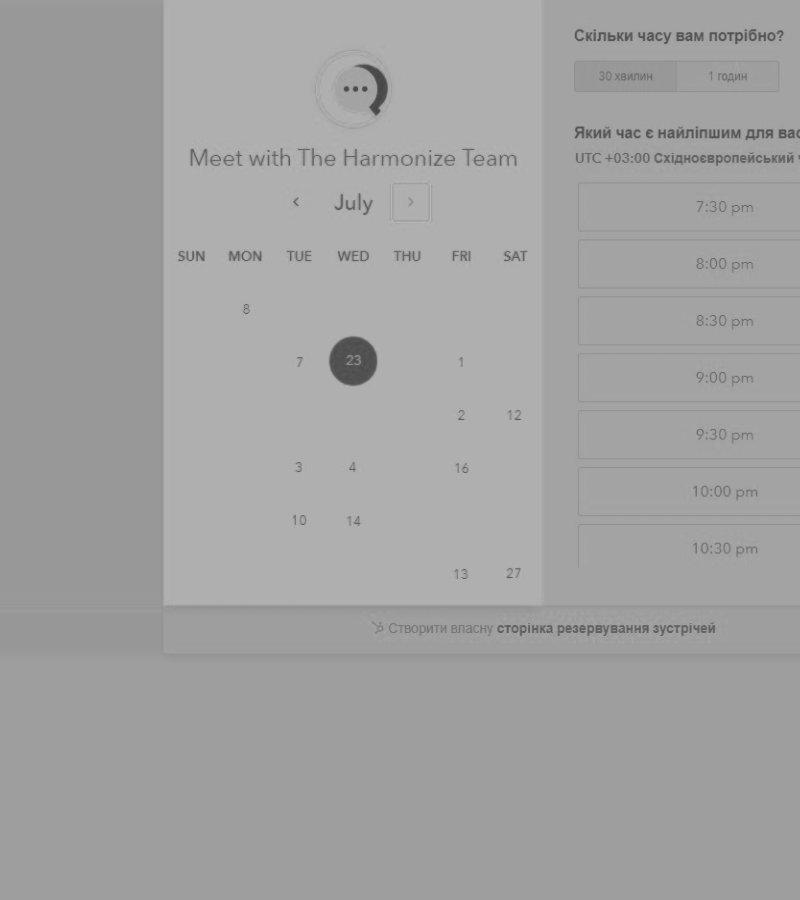 Meet with The Harmonize Team
July
SUN MON TUE WED THU FRI SAT
8
7 23 1
2 12
3 4 16
10 14
13 27
Скільки часу вам потрібно?
30 хвилин 1 годин
Який час є найліпшим для вас
UTC +03:00 Східноєвропейський
7:30 pm
8:00 pm
8:30 pm
9:00 pm
9:30 pm
10:00 pm
10:30 pm
Створити власну сторінка резервування зустрічей